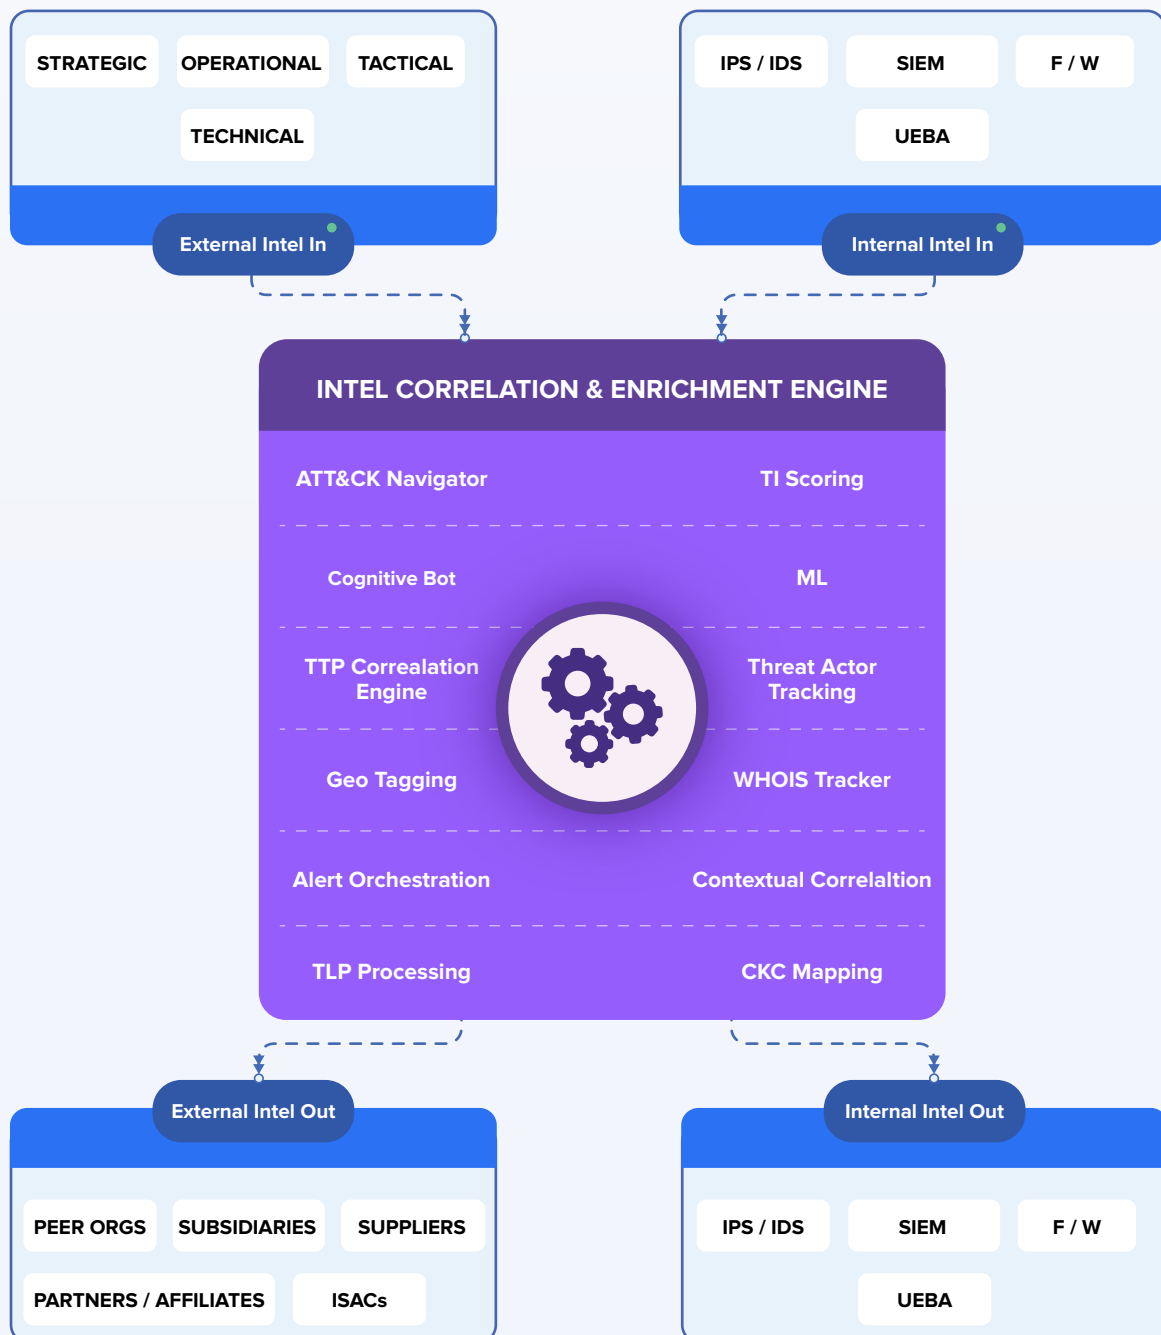 STRATEGIC OPERATIONAL TACTICAL
TECHNICAL
External Intel In
IPS / IDS SIEM F / W
UEBA
Internal Intel In
INTEL CORRELATION & ENRICHMENT ENGINE
ATT&CK Navigator TI Scoring
Cognitive Bot ML
TTP Correalation
Engine
Threat Actor
Tracking
Geo Tagging WHOIS Tracker
Alert Orchestration Contextual Correlaltion
TLP Processing CKC Mapping
External Intel Out
PEER ORGS SUBSIDIARIES SUPPLIERS
PARTNERS / AFFILIATES ISACs
Internal Intel Out
IPS / IDS SIEM F / W
UEBA